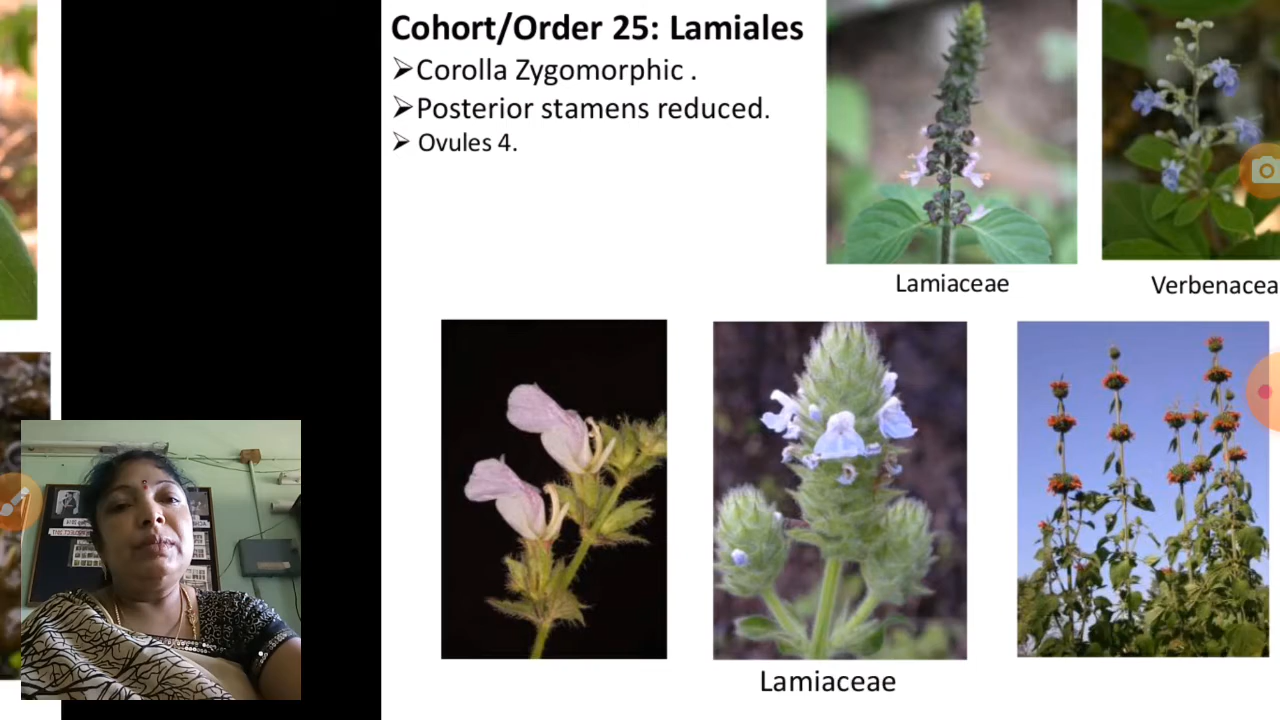 Cohort/Order 25: Lamiales
➢Corolla Zygomorphic .
➢Posterior stamens reduced.
➢ Ovules 4.
Lamiaceae
Verbenacea
Lamiaceae